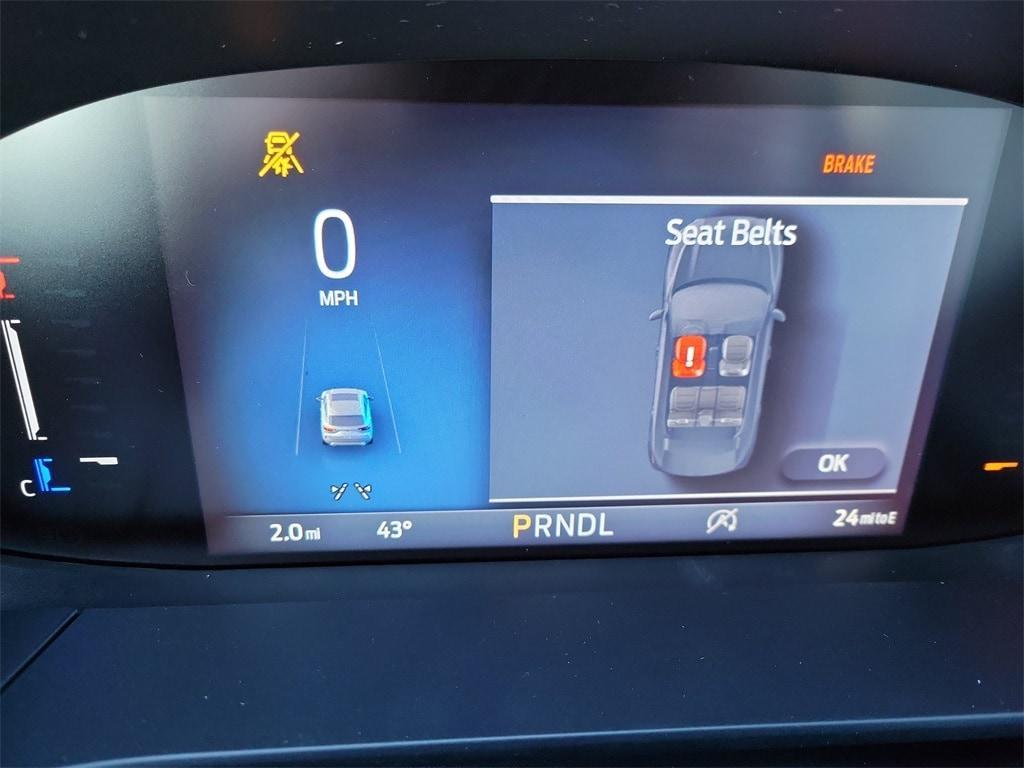 BRAKE
0
MPH
Seat Belts
!
OK
C
2.0 mi 43° PRNDL 24 mi to E